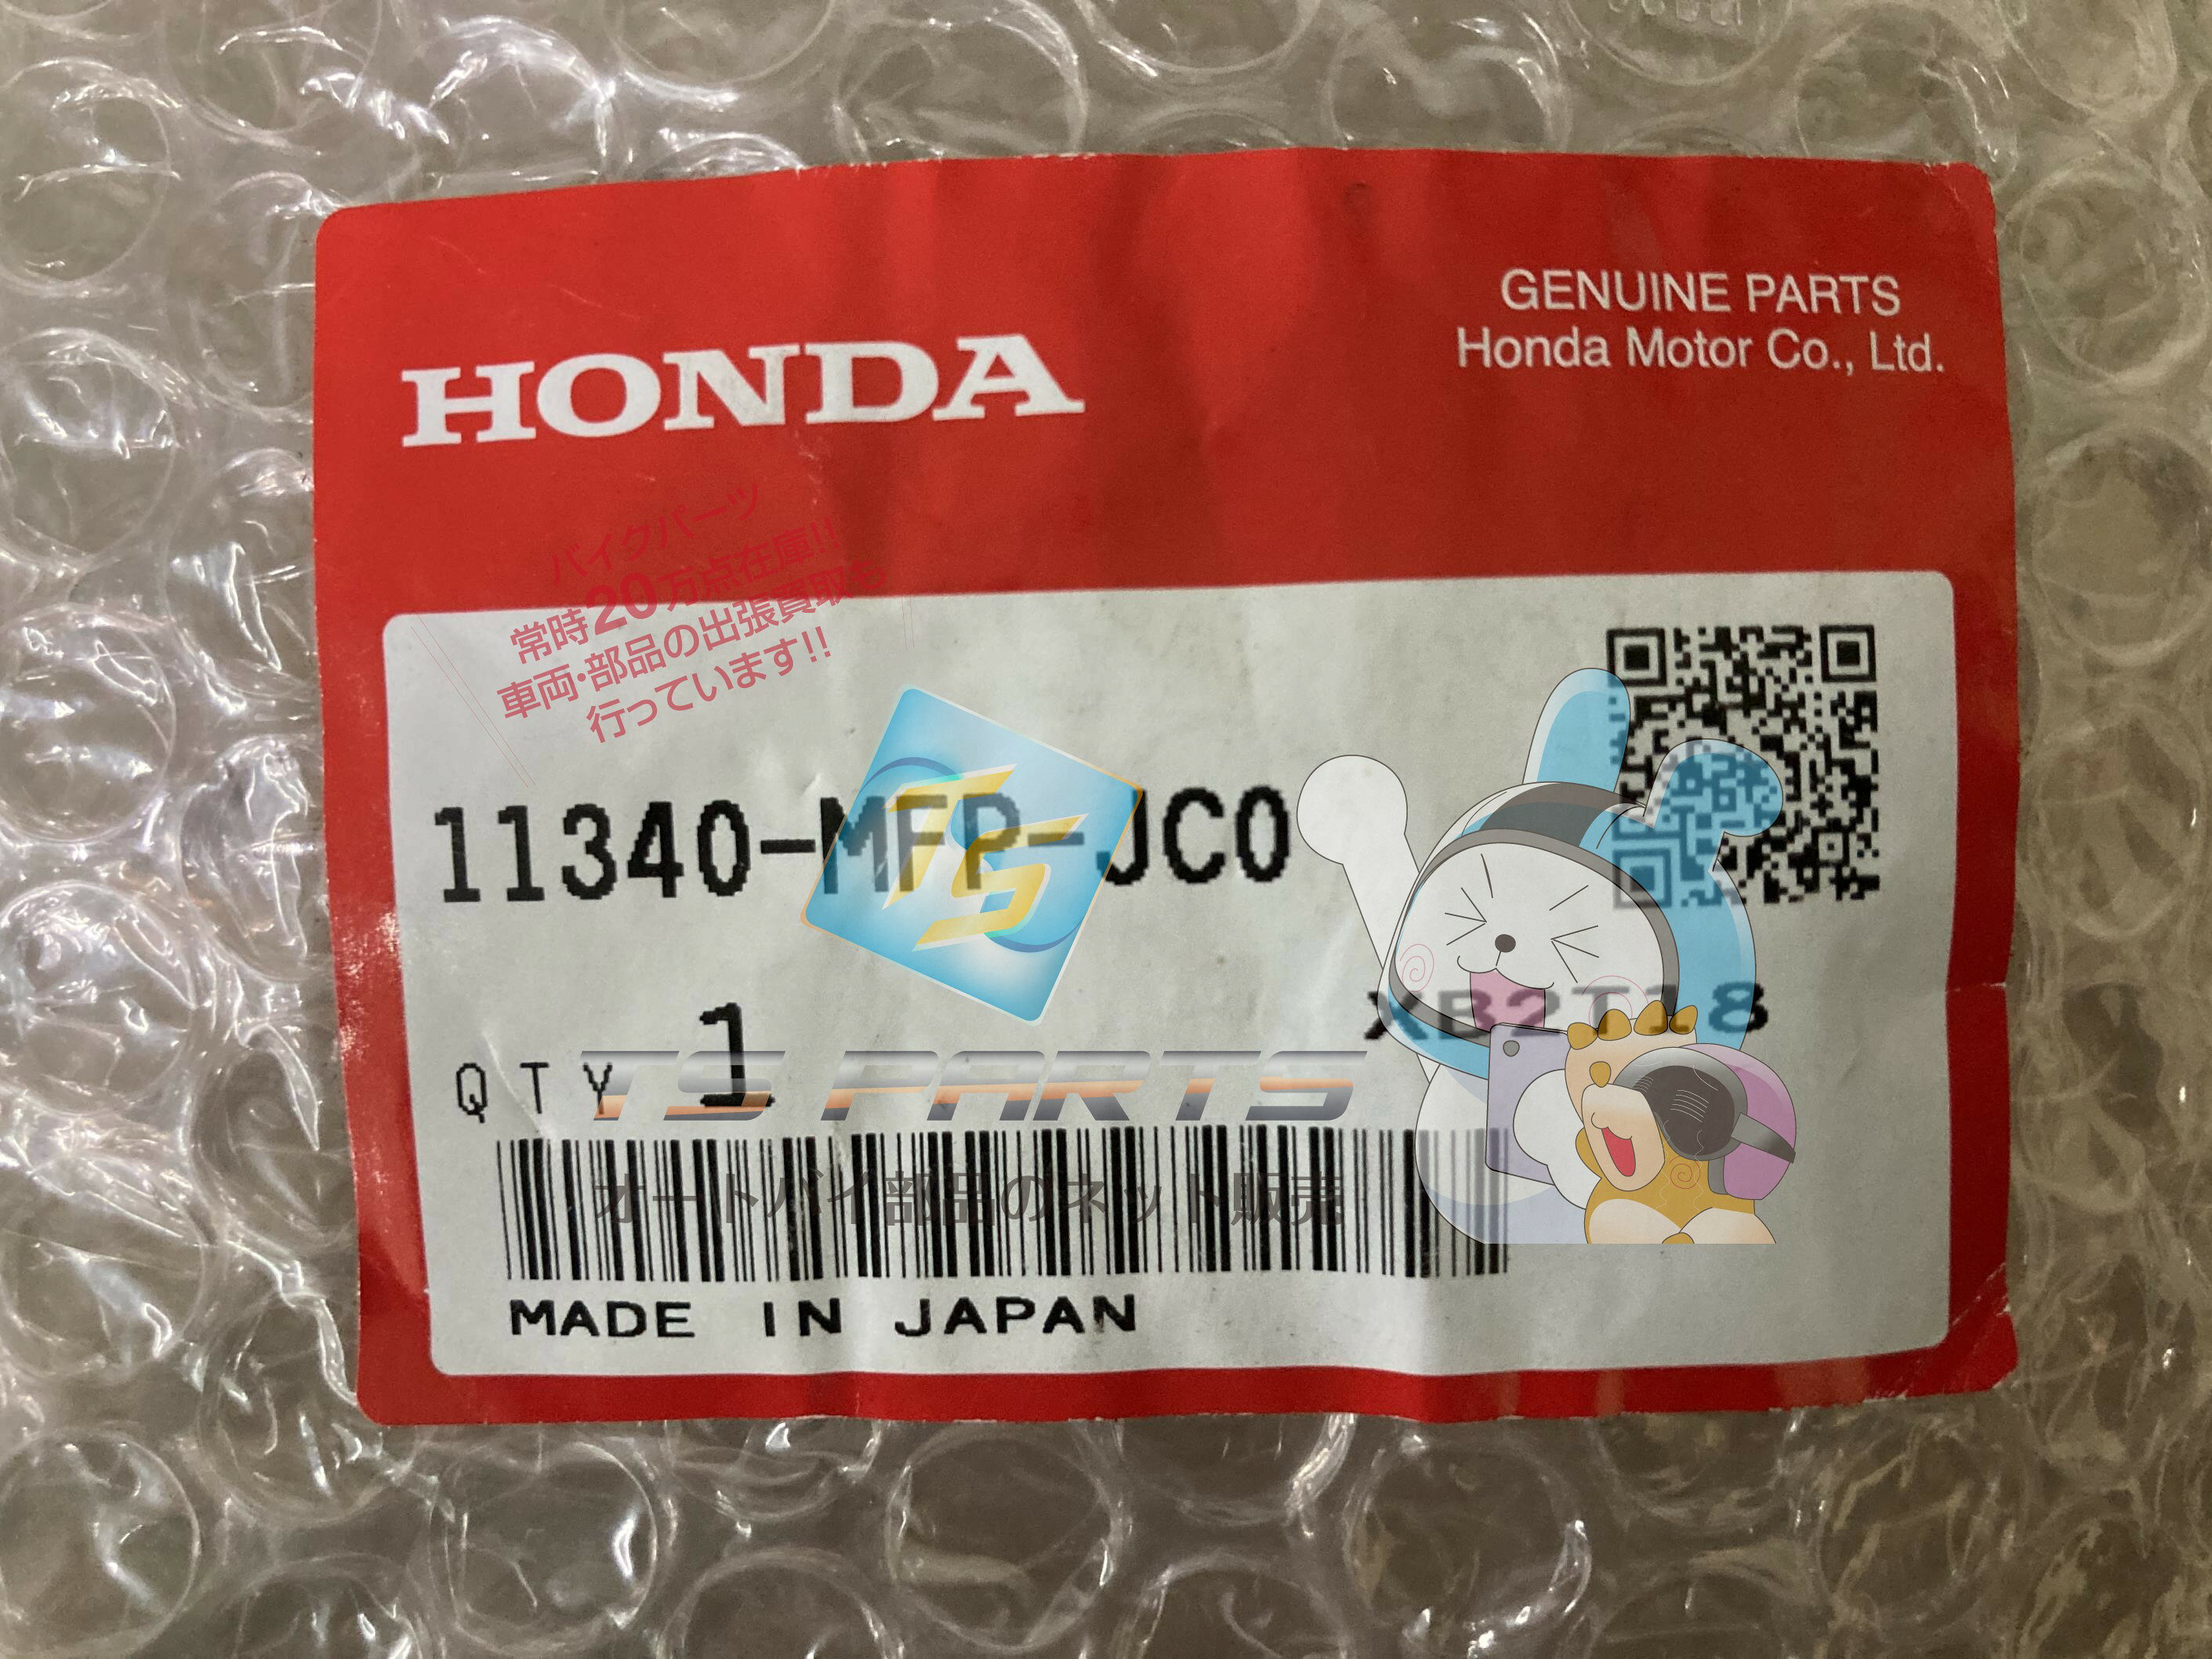 HONDA
GENUINE PARTS
Honda Motor Co., Ltd.
バイクパーツ
常時20万点在庫!!
車両・部品の出張買取も
行っています!!
11340-MFP-JC0
TS
XB2T18
QTY 1
TS PARTS
オートバイ部品のネット販売
MADE IN JAPAN